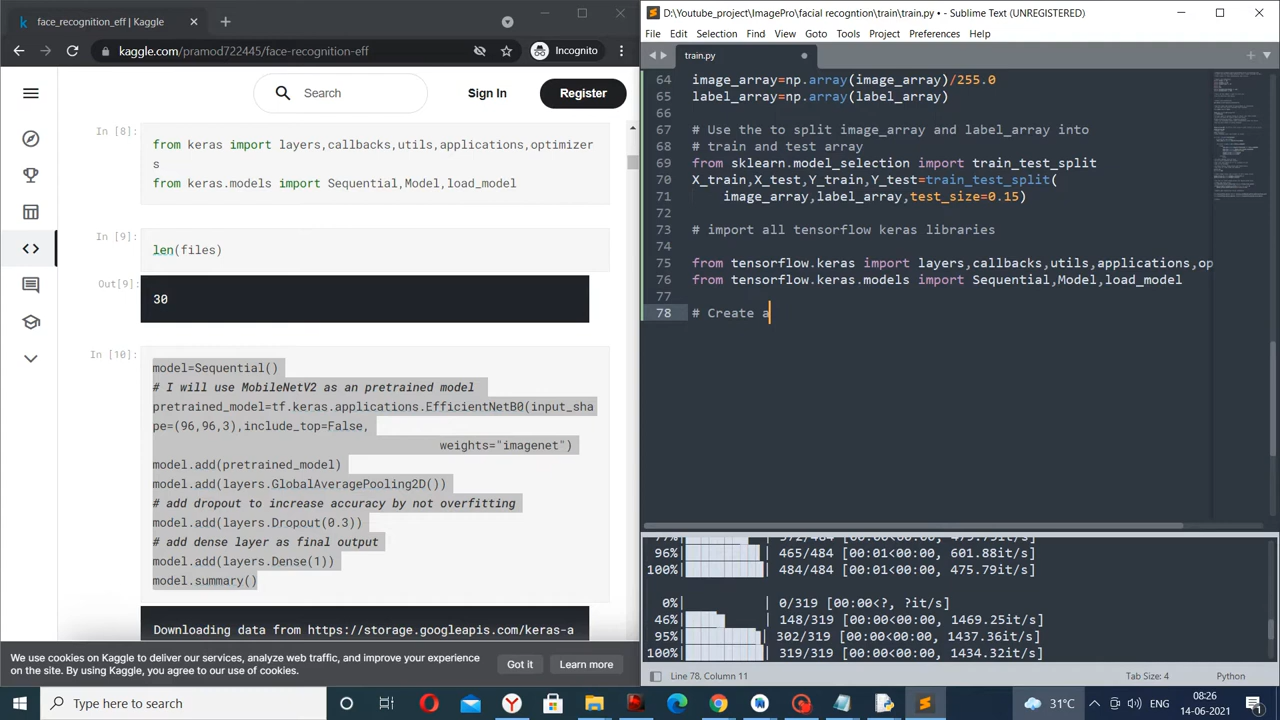 face_recognition_eff | Kaggle
kaggle.com/pramod722445/face-recognition-eff
Incognito
Search
Sign In
Register
In [8]:
from keras import layers,callbacks,utils,applications,optimizer
s
from keras.models import Sequential,Model,load_model
In [9]:
len(files)
Out[9]:
30
In [10]:
model=Sequential()
# I will use MobileNetV2 as an pretrained model
pretrained_model=tf.keras.applications.EfficientNetB0(input_sha
pe=(96,96,3),include_top=False,
weights="imagenet")
model.add(pretrained_model)
model.add(layers.GlobalAveragePooling2D())
# add dropout to increase accuracy by not overfitting
model.add(layers.Dropout(0.3))
# add dense layer as final output
model.add(layers.Dense(1))
model.summary()
Downloading data from https://storage.googleapis.com/keras-a
We use cookies on Kaggle to deliver our services, analyze web traffic, and improve your
experience on the site. By using Kaggle, you agree to our use of cookies.
Got it
Learn more
D:\Youtube_project\ImagePro\facial recogntion\train\train.py • - Sublime Text (UNREGISTERED)
File Edit Selection Find View Goto Tools Project Preferences Help
train.py
64 image_array=np.array(image_array)/255.0
65 label_array=np.array(label_array)
66
67 # Use the to split image_array and label_array into
68 # train and test array
69 from sklearn.model_selection import train_test_split
70 X_train,X_test,Y_train,Y_test=train_test_split(
71 image_array,label_array,test_size=0.15)
72
73 # import all tensorflow keras libraries
74
75 from tensorflow.keras import layers,callbacks,utils,applications,op
76 from tensorflow.keras.models import Sequential,Model,load_model
77
78 # Create a
77%| | 372/484 [00:00<00:00, 479.73it/s]
96%| | 465/484 [00:01<00:00, 601.88it/s]
100%| | 484/484 [00:01<00:00, 475.79it/s]
0%| | 0/319 [00:00<?, ?it/s]
46%| | 148/319 [00:00<00:00, 1469.25it/s]
95%| | 302/319 [00:00<00:00, 1437.36it/s]
100%| | 319/319 [00:00<00:00, 1434.32it/s]
Line 78, Column 11
Tab Size: 4
Python
Type here to search
31°C
ENG
08:26
14-06-2021
1